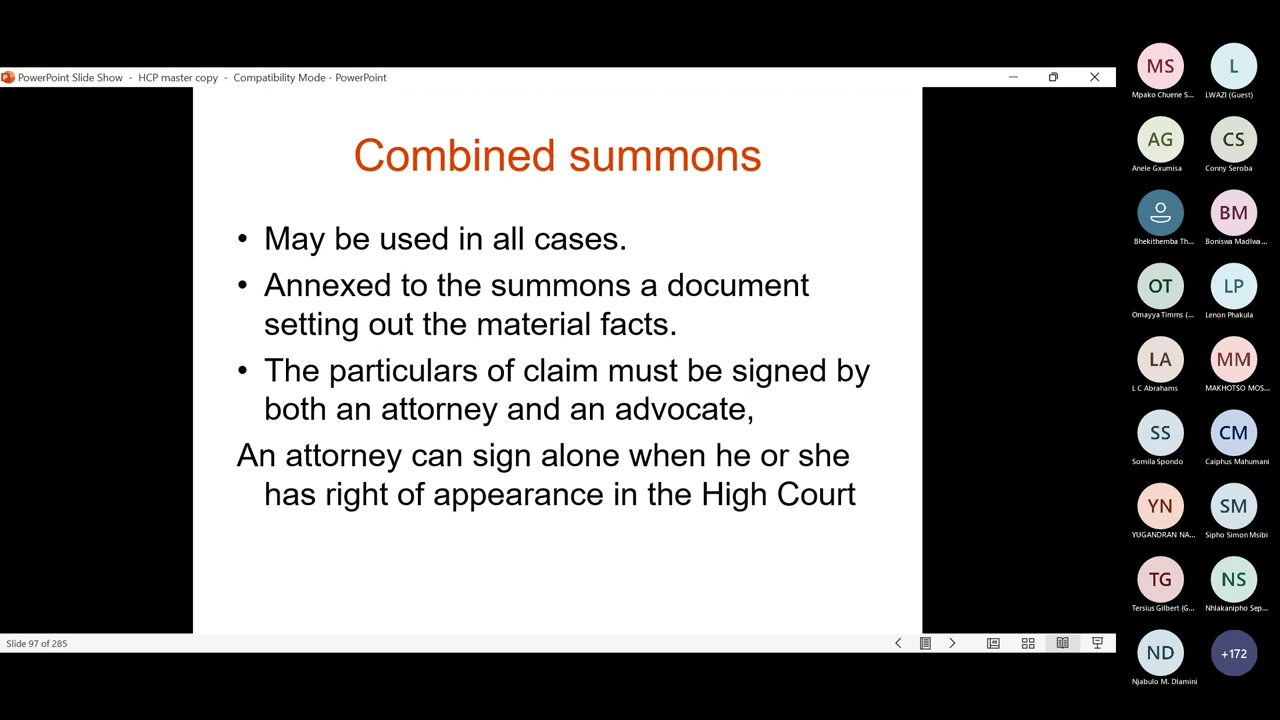 PowerPoint Slide Show - HCP master copy - Compatibility Mode - PowerPoint
Combined summons
• May be used in all cases.
• Annexed to the summons a document
setting out the material facts.
• The particulars of claim must be signed by
both an attorney and an advocate,
An attorney can sign alone when he or she
has right of appearance in the High Court
Slide 97 of 285
MS
L
Mpako Chuene S...
LWAZI (Guest)
AG
CS
Anele Gxumisa
Conny Seroba
BM
Bhekithemba Th...
Boniswa Madlwa...
OT
LP
Omayya Timms (...
Lenon Phakula
LA
MM
L C Abrahams
MAKHOTSO MOS...
SS
CM
Somila Spondo
Caiphus Mahumani
YN
SM
YUGANDRAN NA...
Sipho Simon Msibi
TG
NS
Tersius Gilbert (G...
Nhlakanipho Sep...
ND
+172
Njabulo M. Dlamini